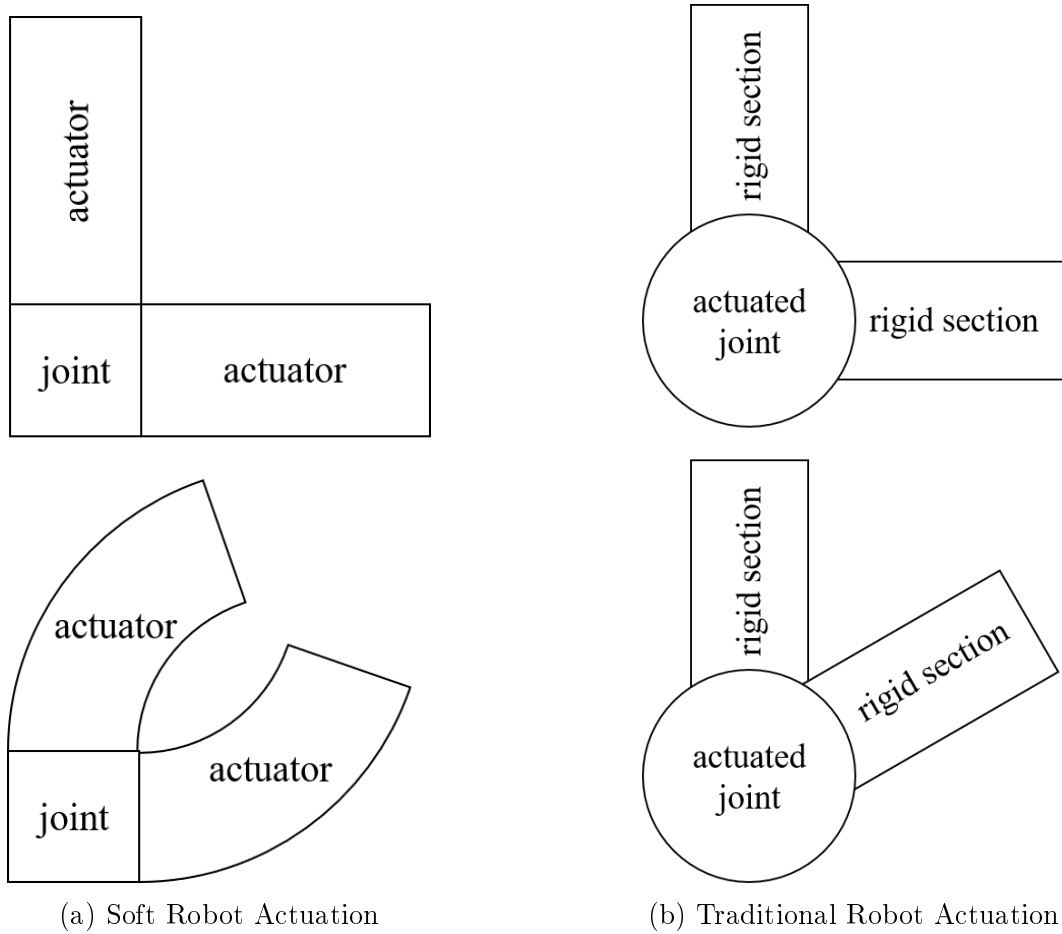 actuator
joint
actuator
rigid section
actuated
joint
rigid section
actuator
actuator
joint
rigid section
rigid section
actuated
joint
(a) Soft Robot Actuation
(b) Traditional Robot Actuation